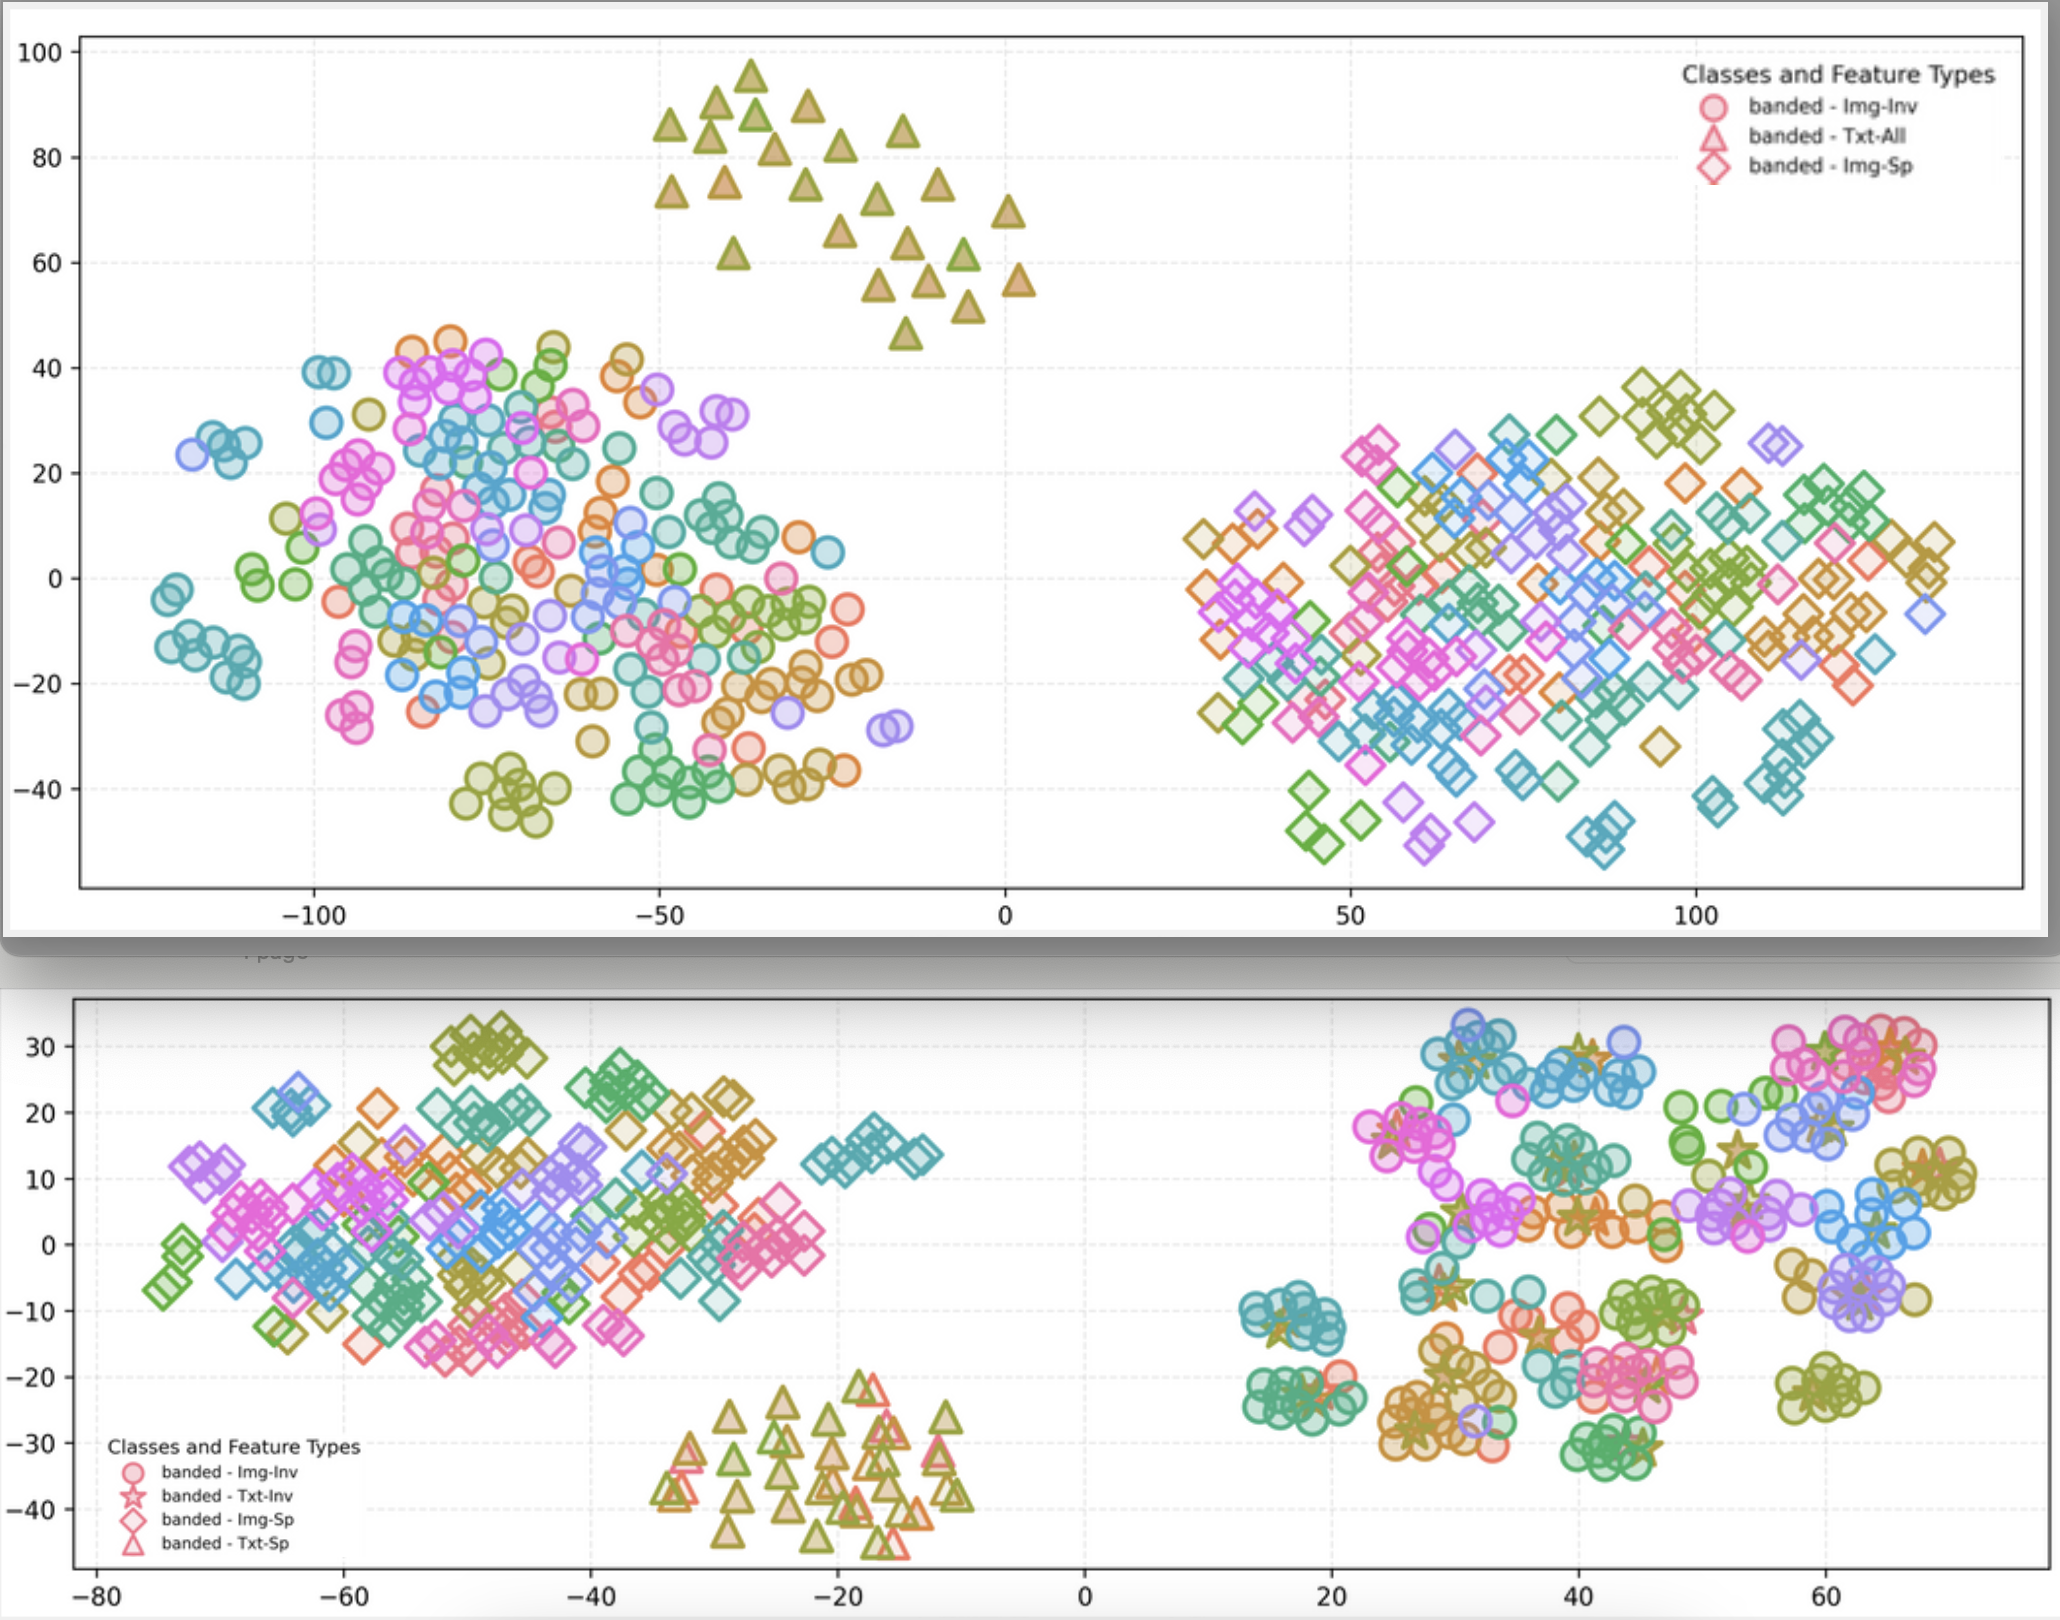 100
80
60
40
20
0
−20
−40
Classes and Feature Types
banded - Img-Inv
banded - Txt-All
banded - Img-Sp
−100 −50 0 50 100
page
30
20
10
0
−10
−20
−30
−40
Classes and Feature Types
banded - Img-Inv
banded - Txt-Inv
banded - Img-Sp
banded - Txt-Sp
−80 −60 −40 −20 0 20 40 60